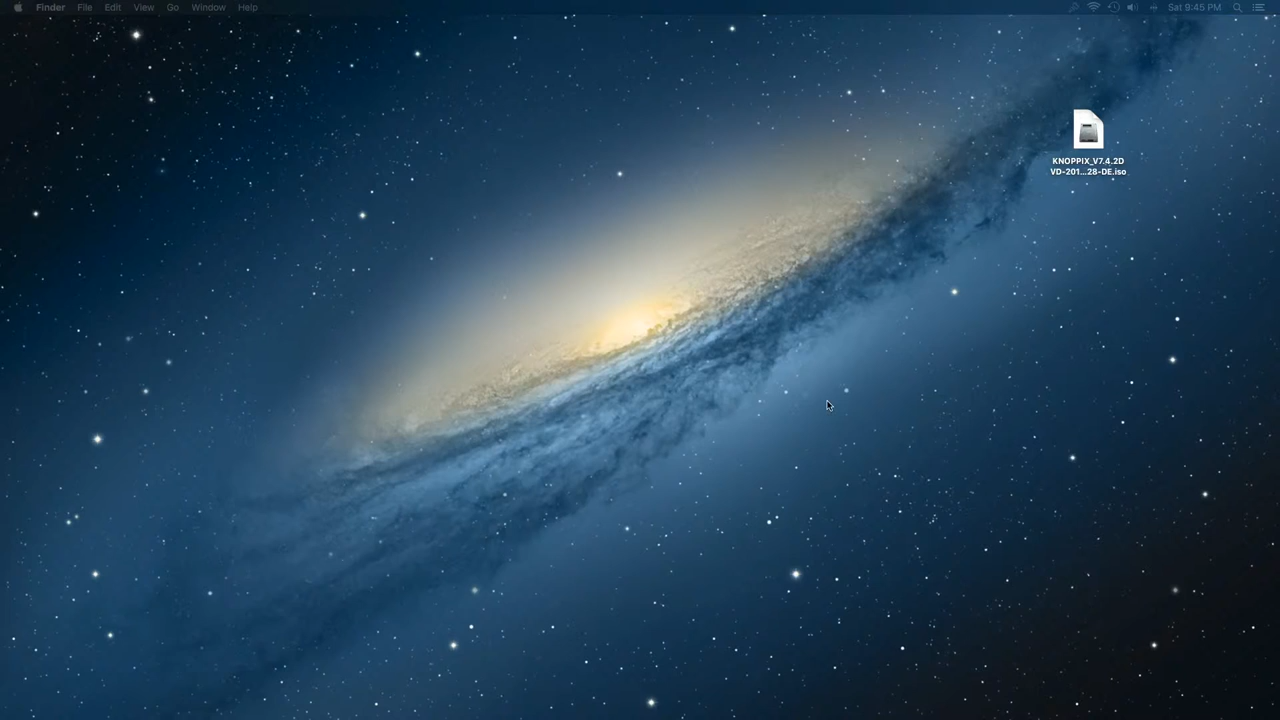 Finder File Edit View Go Window Help Sat 9:45 PM
KNOPPIX_V7.4.2D
VD-201...28-DE.iso